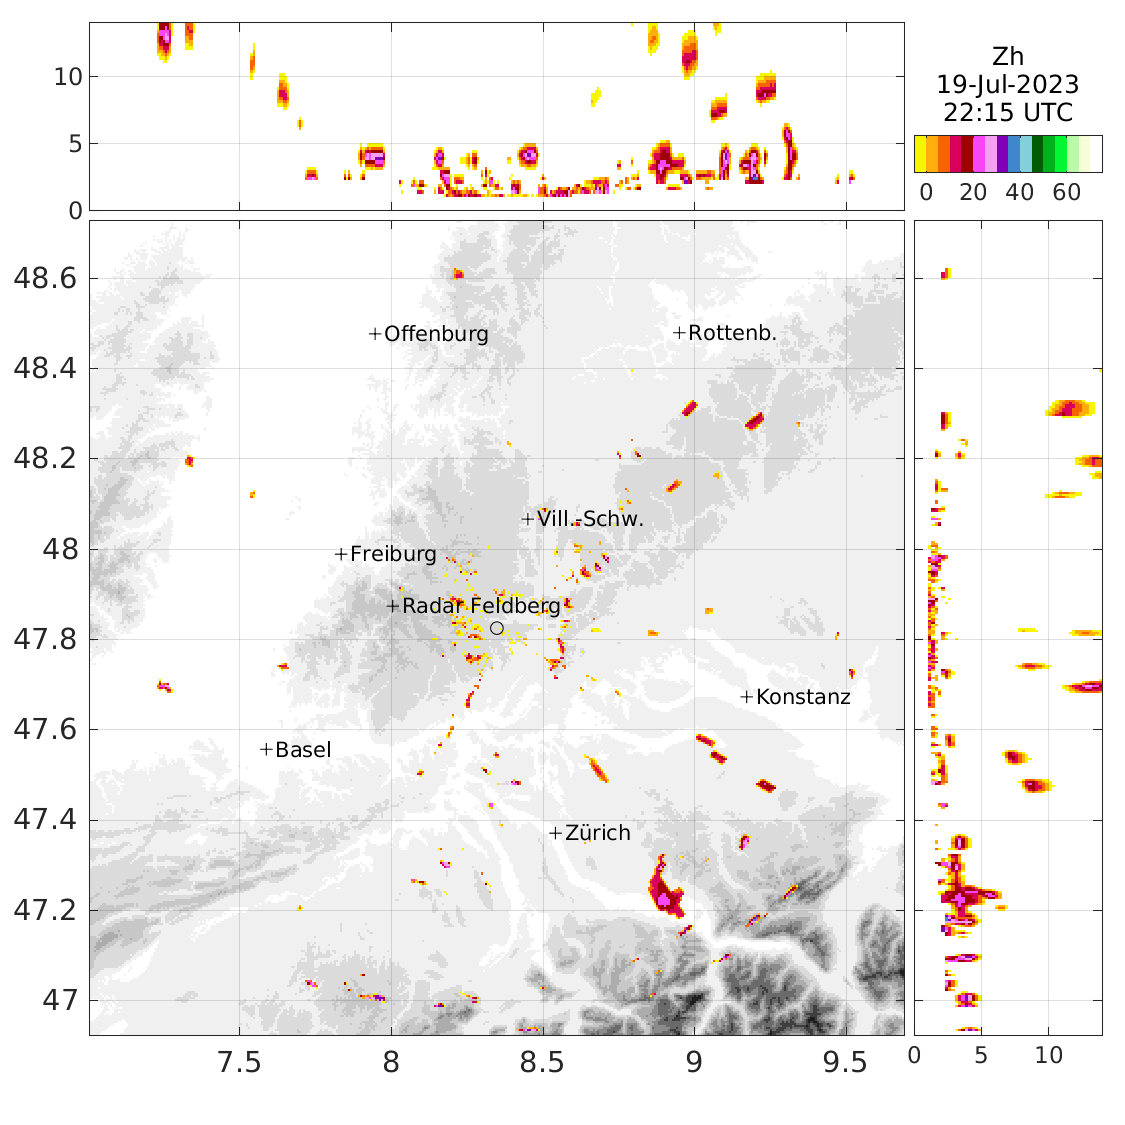 10
5
0
Zh
19-Jul-2023
22:15 UTC
0 20 40 60
48.6
48.4
48.2
48
47.8
47.6
47.4
47.2
47
+Offenburg
+Rottenb.
+Vill.-Schw.
+Freiburg
+Radar Feldberg
+Konstanz
+Basel
+Zürich
7.5 8 8.5 9 9.5
0 5 10